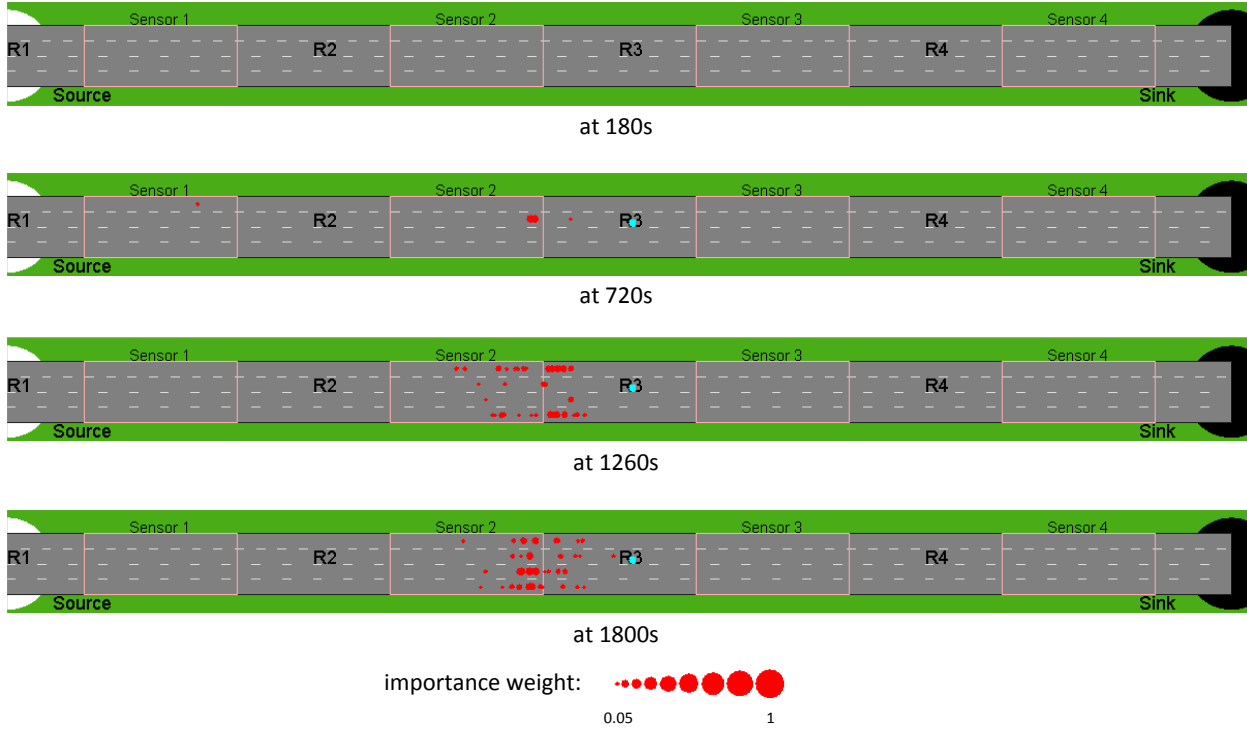 Sensor 1 Sensor 2 Sensor 3 Sensor 4
R1 R2 R3 R4
Source Sink
at 180s
Sensor 1 Sensor 2 Sensor 3 Sensor 4
R1 R2 R3 R4
Source Sink
at 720s
Sensor 1 Sensor 2 Sensor 3 Sensor 4
R1 R2 R3 R4
Source Sink
at 1260s
Sensor 1 Sensor 2 Sensor 3 Sensor 4
R1 R2 R3 R4
Source Sink
at 1800s
importance weight:
0.05 1